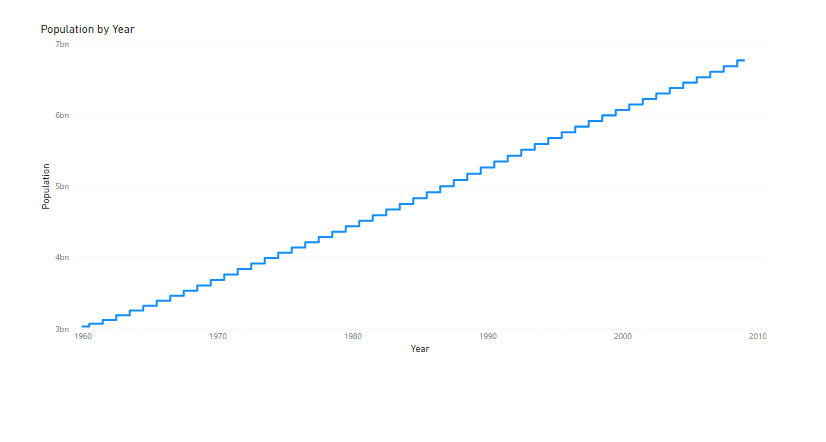 Population by Year
7bn
6bn
5bn
4bn
3bn
Population
1960 1970 1980 1990 2000 2010
Year